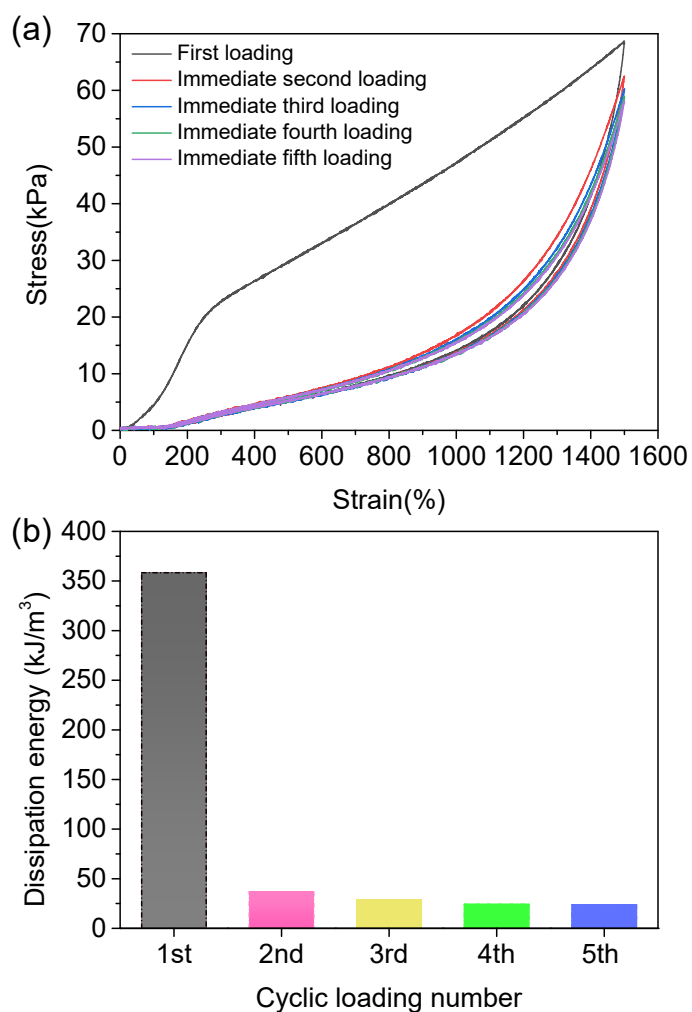 (a)
70
60
50
40
30
20
10
0
Stress(kPa)
First loading
Immediate second loading
Immediate third loading
Immediate fourth loading
Immediate fifth loading
0 200 400 600 800 1000 1200 1400 1600
Strain(%)
(b)
400
350
300
250
200
150
100
50
0
Dissipation energy (kJ/m³)
1st 2nd 3rd 4th 5th
Cyclic loading number